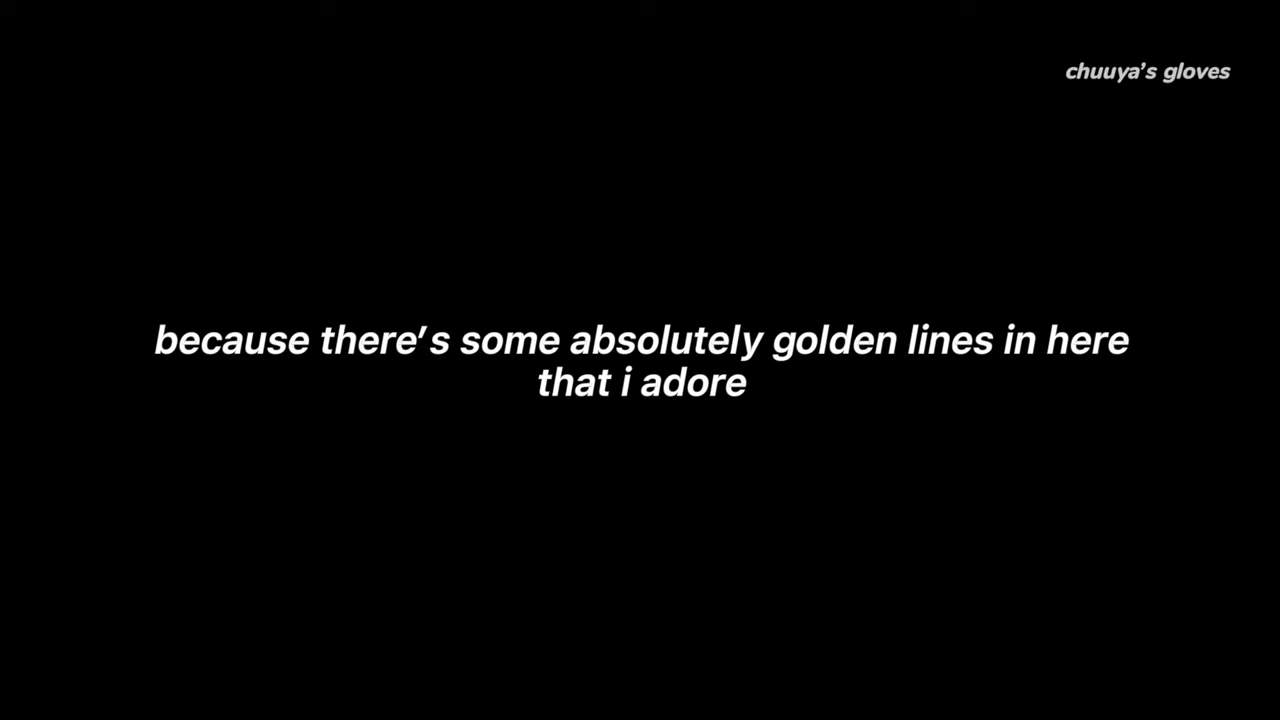 chuuya's gloves
because there's some absolutely golden lines in here
that i adore